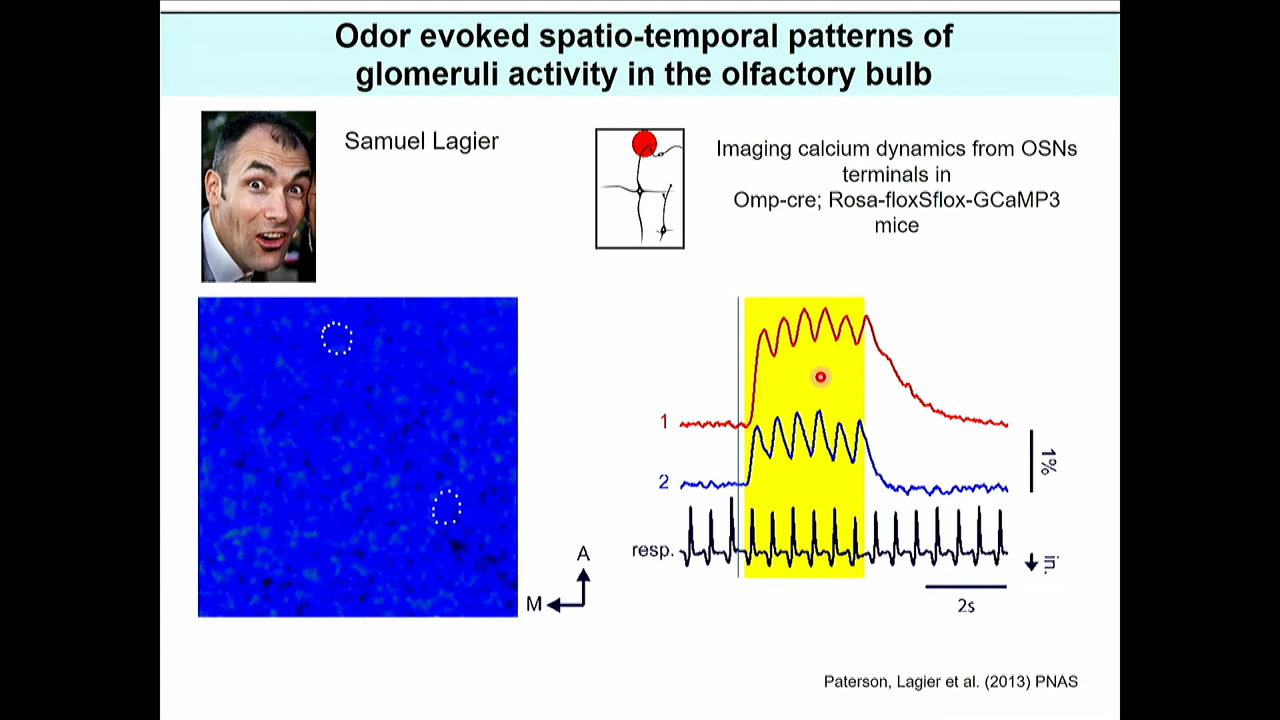 Odor evoked spatio-temporal patterns of
glomeruli activity in the olfactory bulb
Samuel Lagier
Imaging calcium dynamics from OSNs
terminals in
Omp-cre; Rosa-floxSflox-GCaMP3
mice
1
2
resp.
1%
in.
2s
A
M
Paterson, Lagier et al. (2013) PNAS